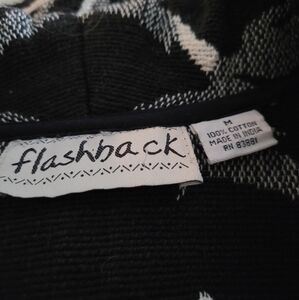 flashback
M
100% COTTON
MADE IN INDIA
RN 83881